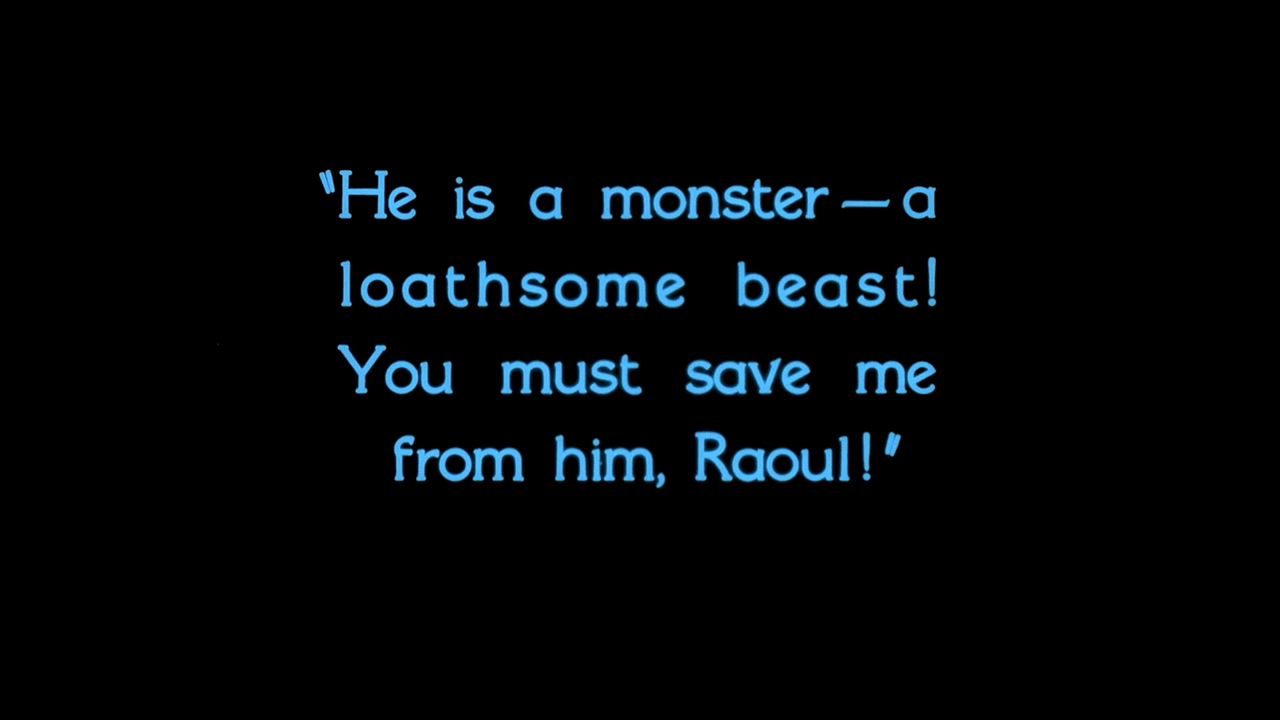 "He is a monster—a
loathsome beast!
You must save me
from him, Raoul!"